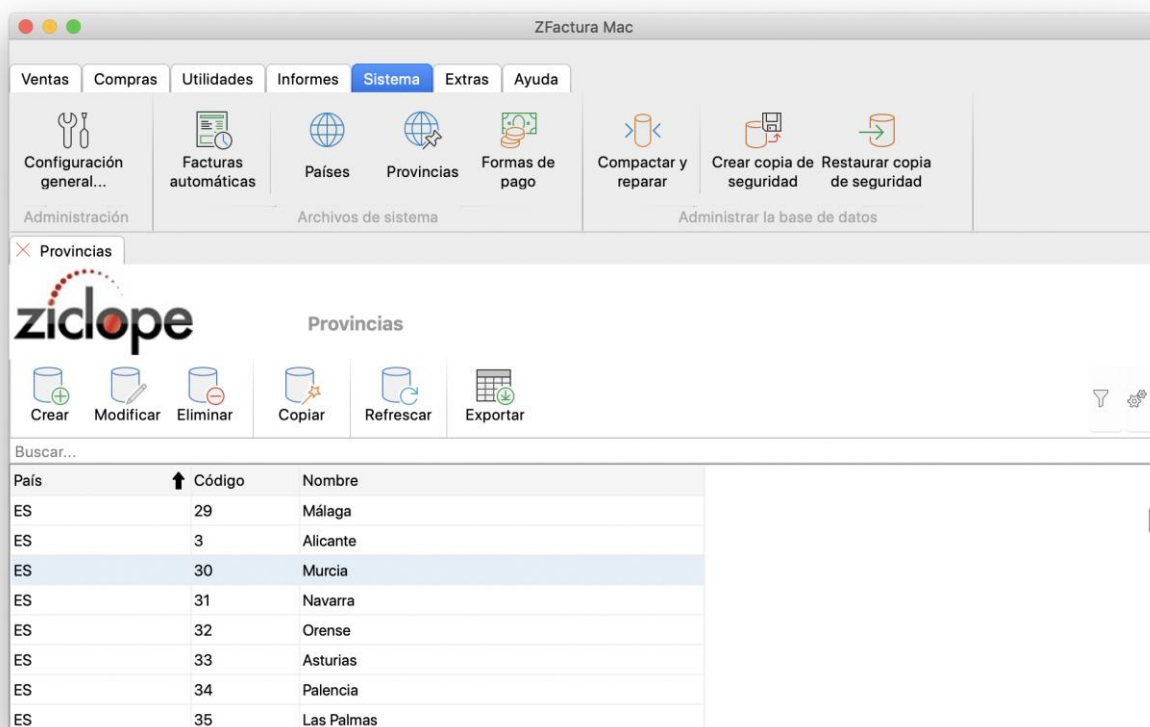 ZFactura Mac
Ventas Compras Utilidades Informes Sistema Extras Ayuda
Configuración general...
Facturas automáticas
Países
Provincias
Formas de pago
Compactar y reparar
Crear copia de seguridad
Restaurar copia de seguridad
Administración
Archivos de sistema
Administrar la base de datos
Provincias
ziclope
Provincias
Crear Modificar Eliminar Copiar Refrescar Exportar
Buscar...
País Código Nombre
ES 29 Málaga
ES 3 Alicante
ES 30 Murcia
ES 31 Navarra
ES 32 Orense
ES 33 Asturias
ES 34 Palencia
ES 35 Las Palmas